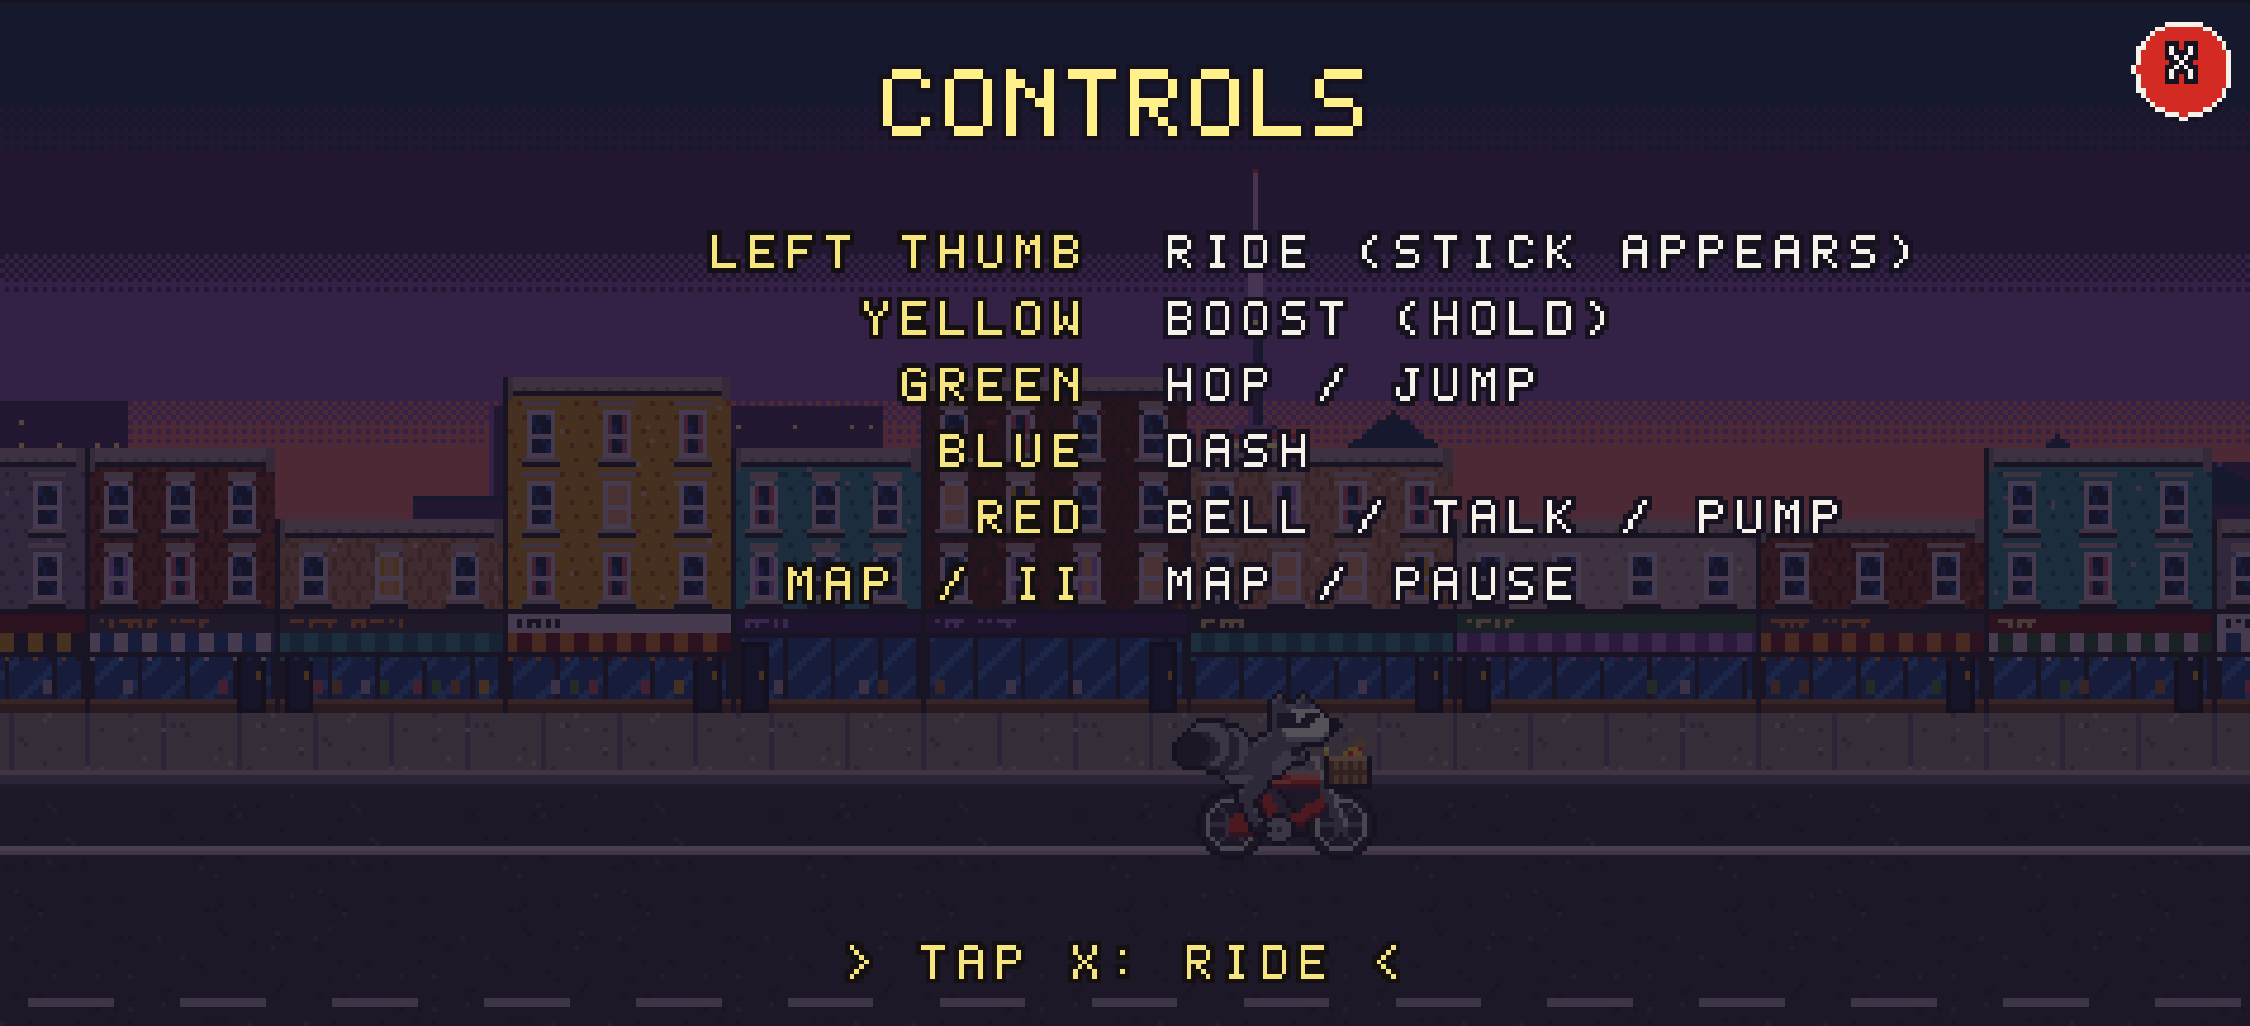 X
CONTROLS
LEFT THUMB RIDE (STICK APPEARS)
YELLOW BOOST (HOLD)
GREEN HOP / JUMP
BLUE DASH
RED BELL / TALK / PUMP
MAP / II MAP / PAUSE
> TAP X: RIDE <